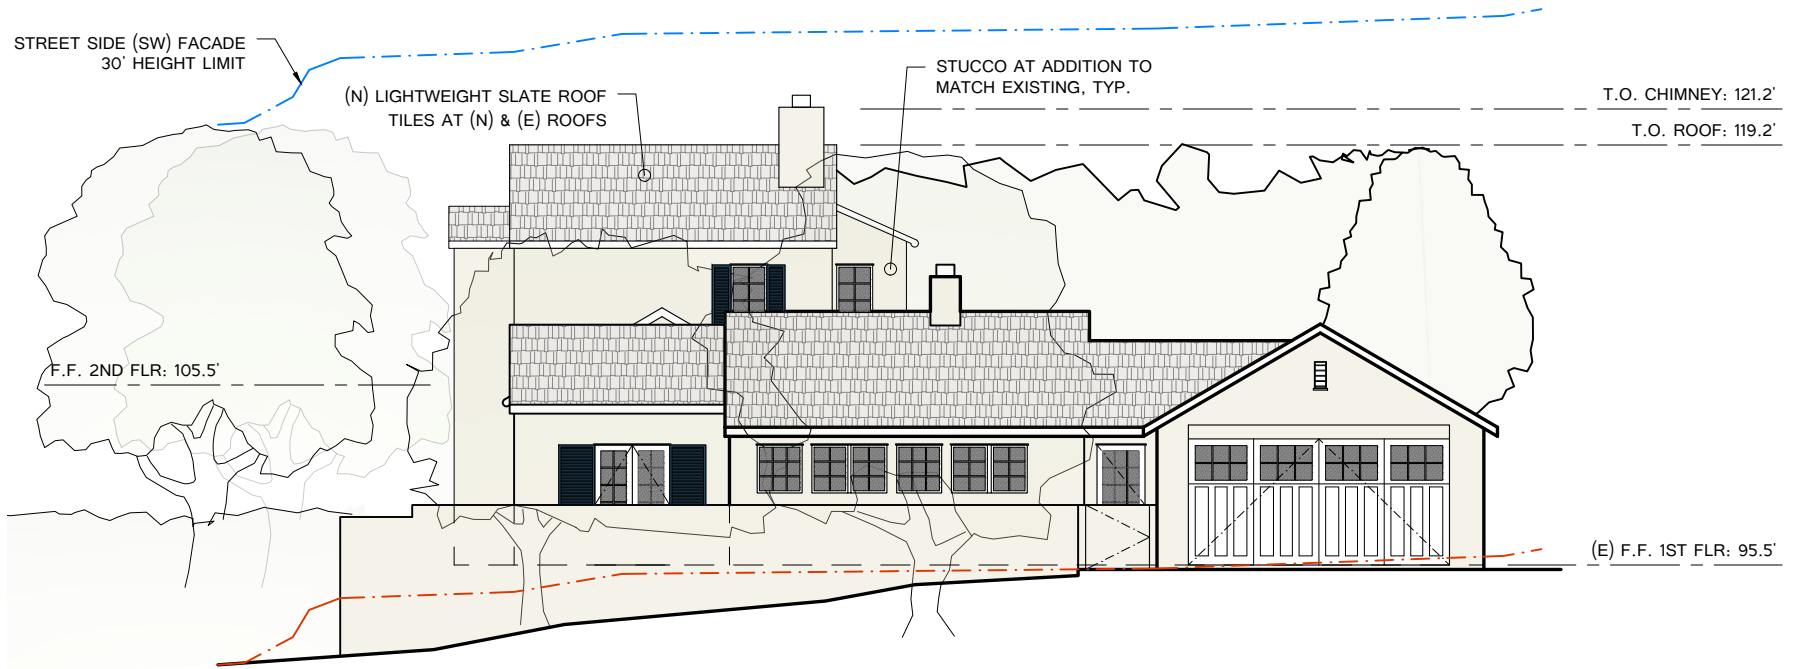 STREET SIDE (SW) FACADE
30' HEIGHT LIMIT
(N) LIGHTWEIGHT SLATE ROOF
TILES AT (N) & (E) ROOFS
STUCCO AT ADDITION TO
MATCH EXISTING, TYP.
T.O. CHIMNEY: 121.2'
T.O. ROOF: 119.2'
F.F. 2ND FLR: 105.5'
(E) F.F. 1ST FLR: 95.5'